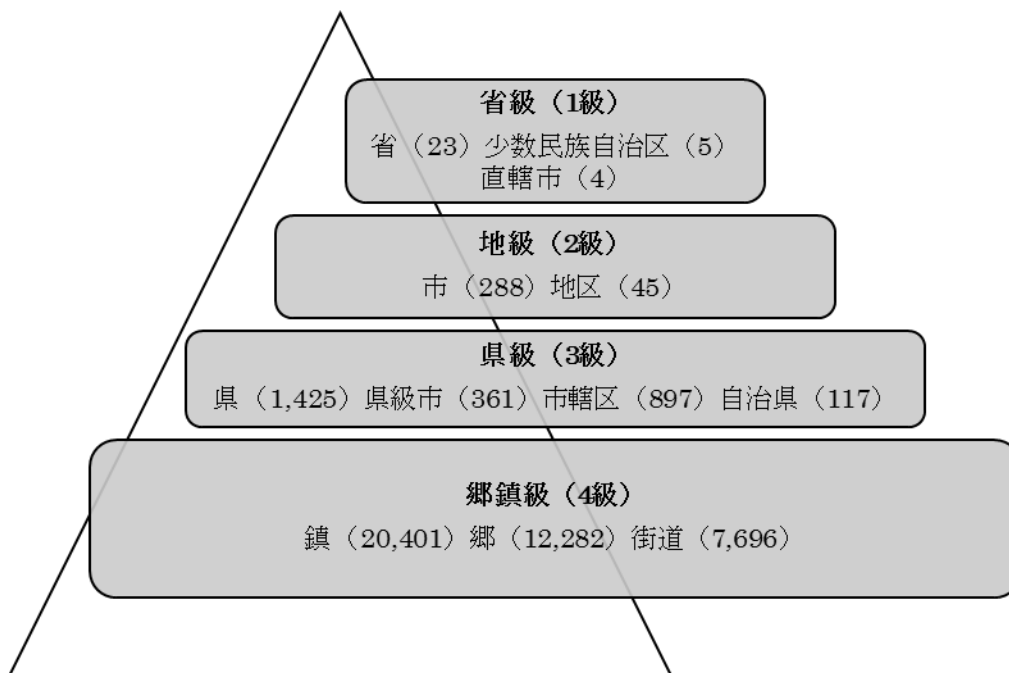 省級（1級）
省（23）少数民族自治区（5）
直轄市（4）
地級（2級）
市（288）地区（45）
県級（3級）
県（1,425）県級市（361）市轄区（897）自治県（117）
郷鎮級（4級）
鎮（20,401）郷（12,282）街道（7,696）